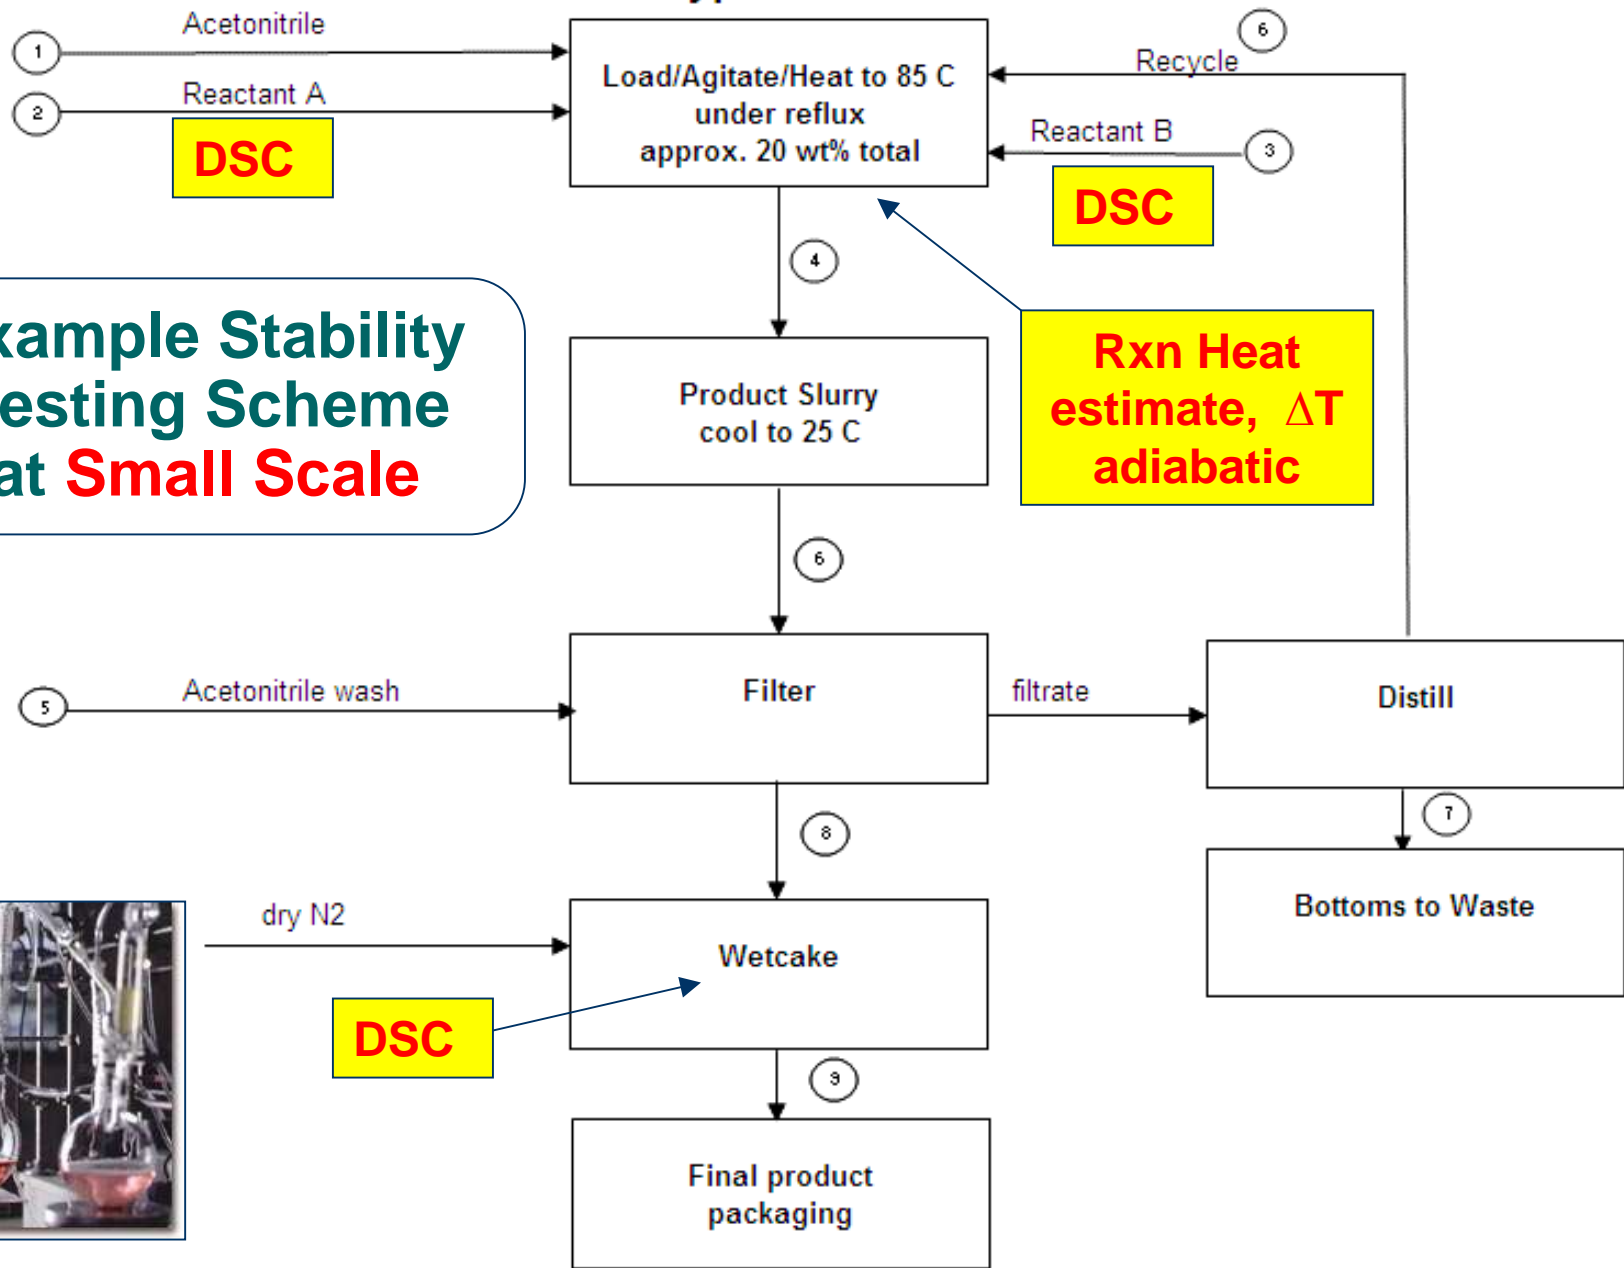 Acetonitrile
1
Reactant A
2
DSC
Load/Agitate/Heat to 85 C
under reflux
approx. 20 wt% total
6
Recycle
Reactant B
3
DSC
4
xample Stability
esting Scheme
at Small Scale
Rxn Heat
estimate, ΔT
adiabatic
Product Slurry
cool to 25 C
6
5
Acetonitrile wash
Filter
filtrate
Distill
7
8
Bottoms to Waste
dry N2
Wetcake
DSC
9
Final product
packaging